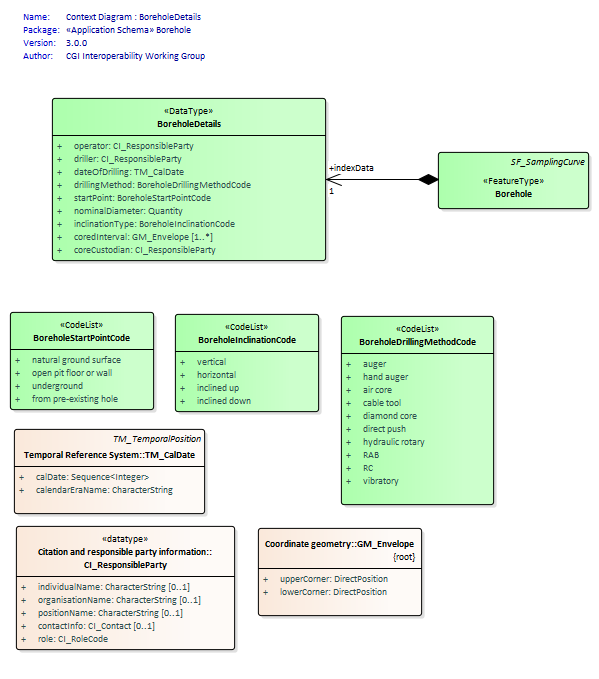 Name: Context Diagram : BoreholeDetails
Package: «Application Schema» Borehole
Version: 3.0.0
Author: CGI Interoperability Working Group
«DataType»
BoreholeDetails
+ operator: CI_ResponsibleParty
+ driller: CI_ResponsibleParty
+ dateOfDrilling: TM_CalDate
+ drillingMethod: BoreholeDrillingMethodCode
+ startPoint: BoreholeStartPointCode
+ nominalDiameter: Quantity
+ inclinationType: BoreholeInclinationCode
+ coredInterval: GM_Envelope [1..*]
+ coreCustodian: CI_ResponsibleParty
+indexData
1
SF_SamplingCurve
«FeatureType»
Borehole
«CodeList»
BoreholeStartPointCode
+ natural ground surface
+ open pit floor or wall
+ underground
+ from pre-existing hole
«CodeList»
BoreholeInclinationCode
+ vertical
+ horizontal
+ inclined up
+ inclined down
«CodeList»
BoreholeDrillingMethodCode
+ auger
+ hand auger
+ air core
+ cable tool
+ diamond core
+ direct push
+ hydraulic rotary
+ RAB
+ RC
+ vibratory
TM_TemporalPosition
Temporal Reference System::TM_CalDate
+ calDate: Sequence<Integer>
+ calendarEraName: CharacterString
«datatype»
Citation and responsible party information::
CI_ResponsibleParty
+ individualName: CharacterString [0..1]
+ organisationName: CharacterString [0..1]
+ positionName: CharacterString [0..1]
+ contactInfo: CI_Contact [0..1]
+ role: CI_RoleCode
Coordinate geometry::GM_Envelope
{root}
+ upperCorner: DirectPosition
+ lowerCorner: DirectPosition